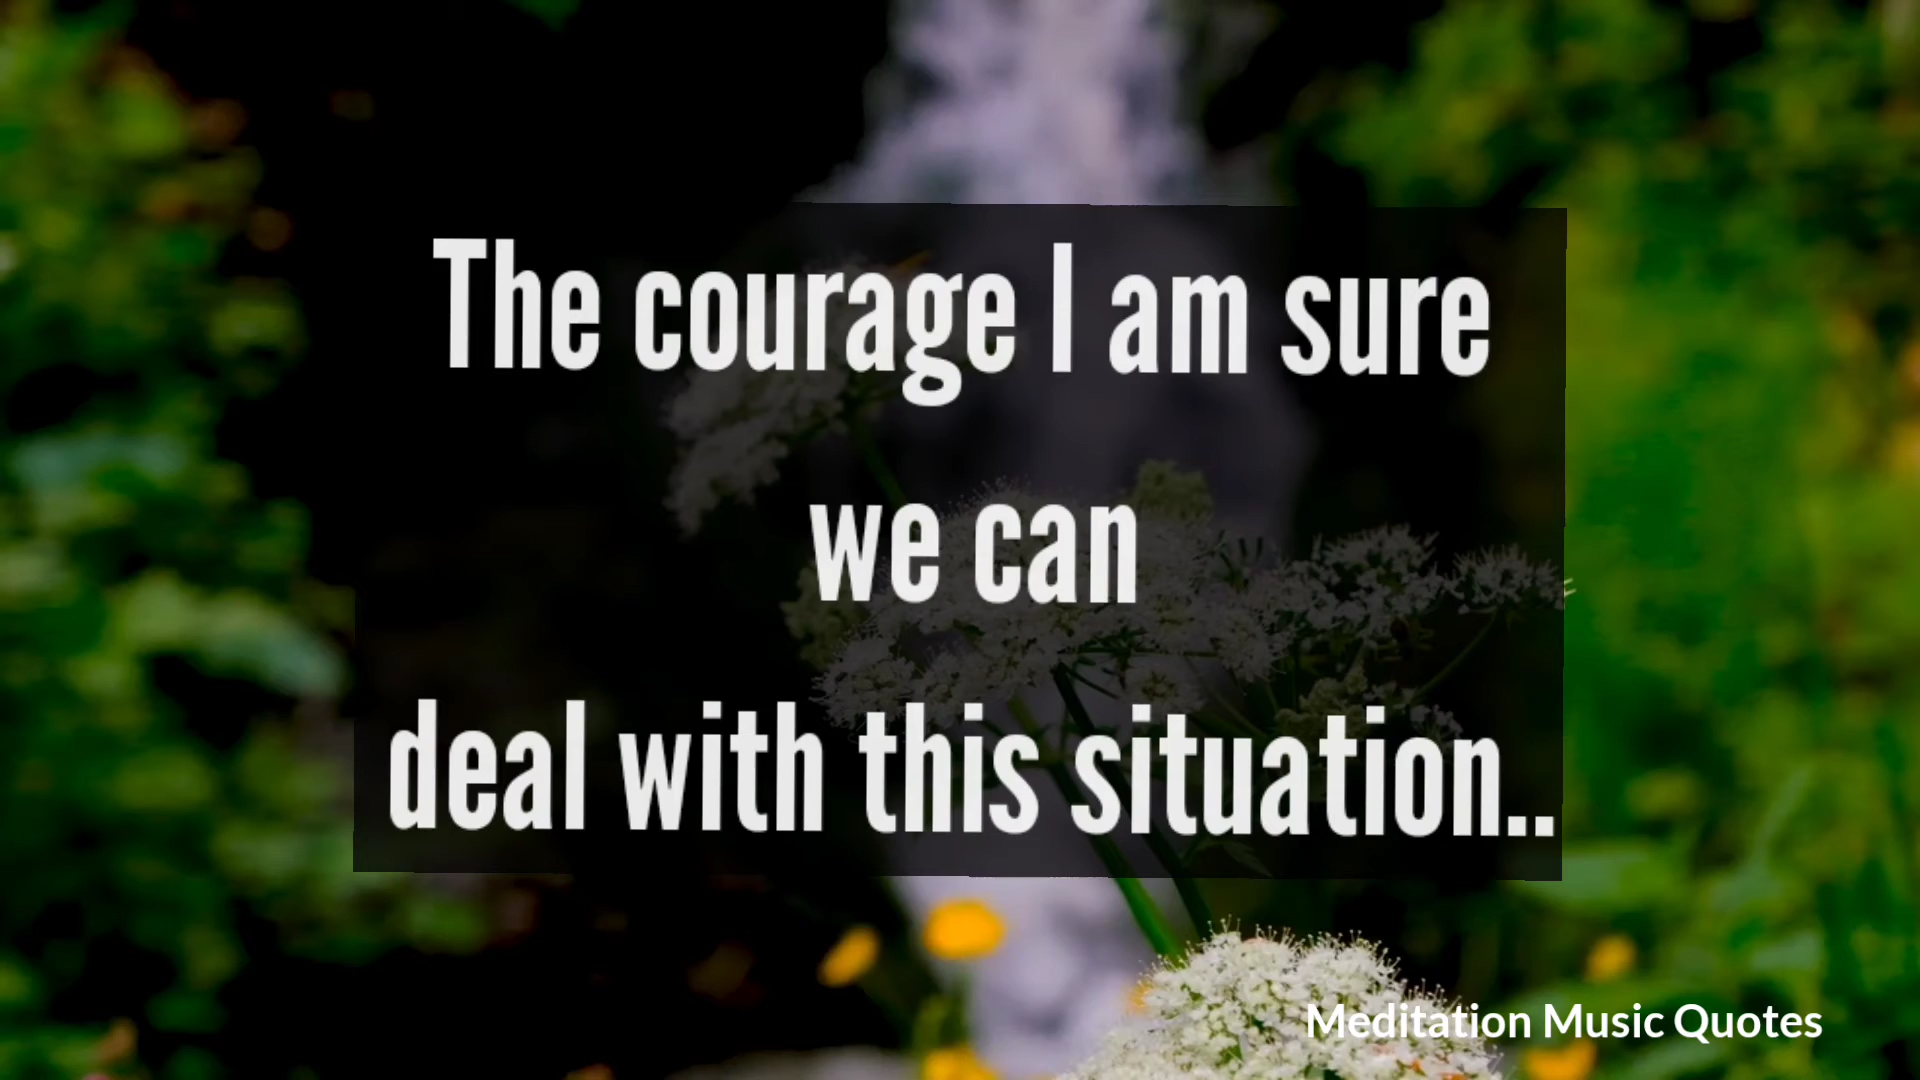 The courage I am sure
we can
deal with this situation..
Meditation Music Quotes